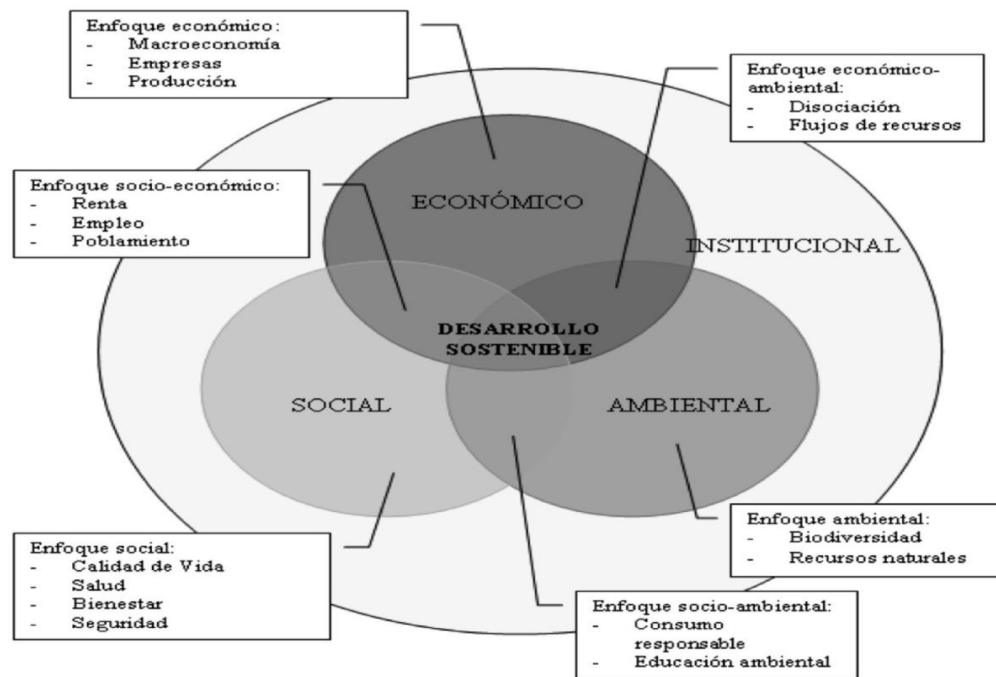 Enfoque económico:
- Macroeconomía
- Empresas
- Producción
Enfoque económico-
ambiental:
- Disociación
- Flujos de recursos
Enfoque socio-económico:
- Renta
- Empleo
- Poblamiento
ECONÓMICO
INSTITUCIONAL
DESARROLLO
SOSTENIBLE
SOCIAL
AMBIENTAL
Enfoque social:
- Calidad de Vida
- Salud
- Bienestar
- Seguridad
Enfoque ambiental:
- Biodiversidad
- Recursos naturales
Enfoque socio-ambiental:
- Consumo
responsable
- Educación ambiental